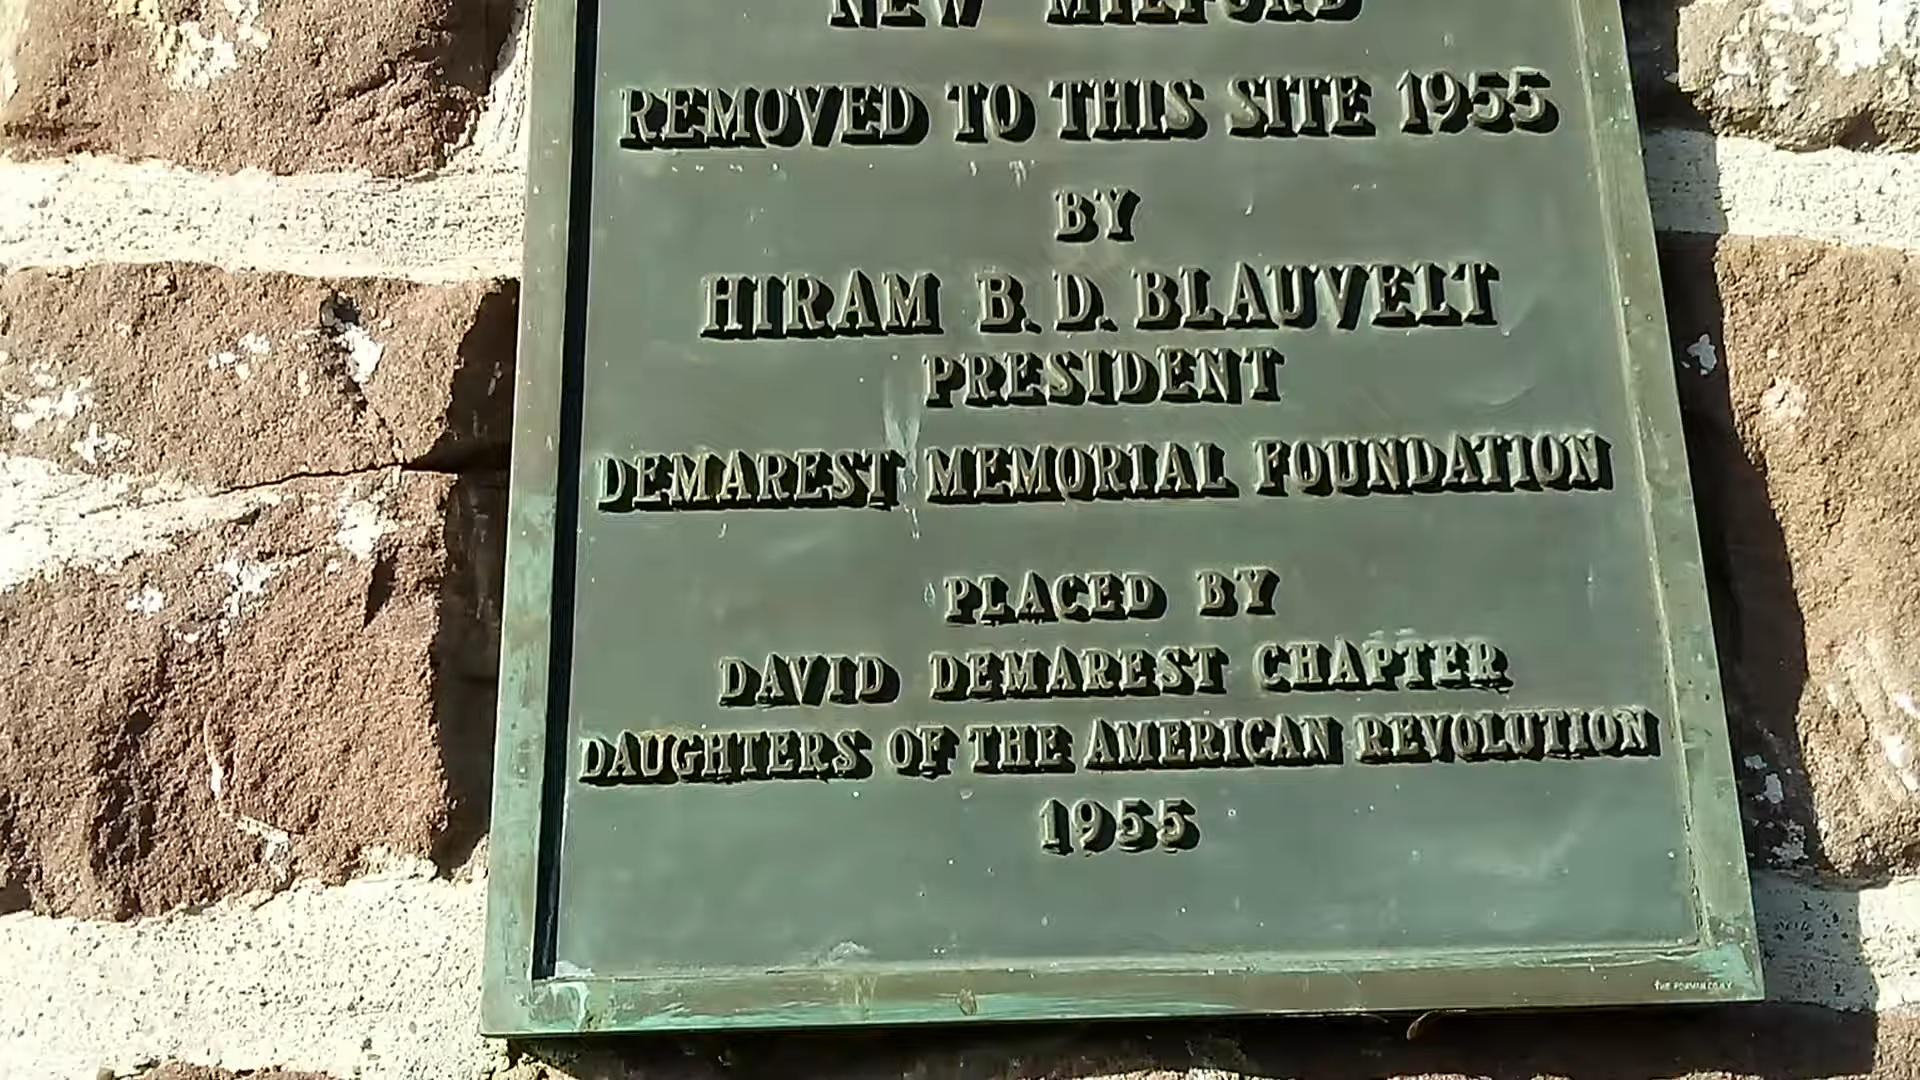 NEW MILFORD
REMOVED TO THIS SITE 1955
BY
HIRAM B. D. BLAUVELT
PRESIDENT
DEMAREST MEMORIAL FOUNDATION
PLACED BY
DAVID DEMAREST CHAPTER
DAUGHTERS OF THE AMERICAN REVOLUTION
1955
THE